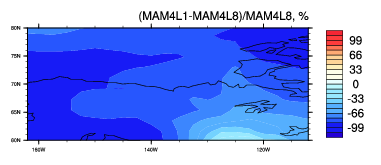 (MAM4L1-MAM4L8)/MAM4L8, %
80N
75N
70N
65N
60N
160W
140W
120W
99
66
33
0
-33
-66
-99